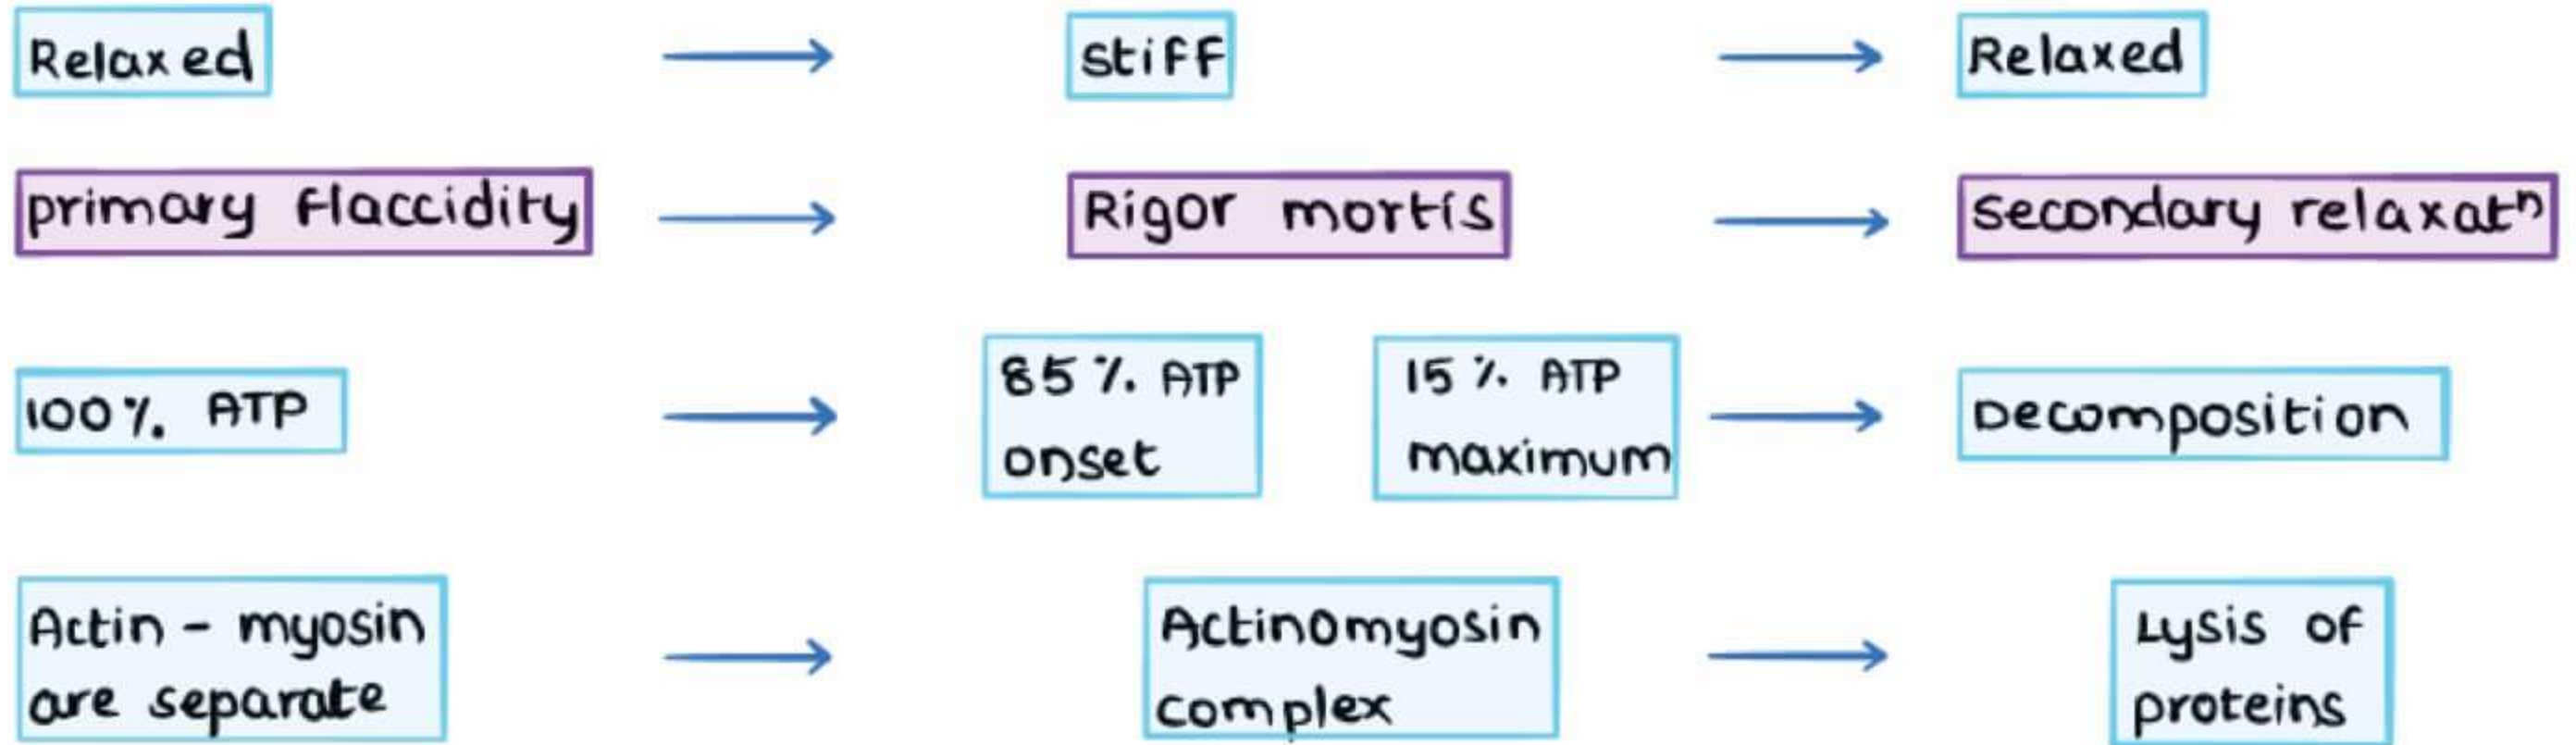 Relaxed
stiff
Relaxed
primary flaccidity
Rigor mortis
secondary relaxatⁿ
100% ATP
85% ATP
onset
15% ATP
maximum
Decomposition
Actin - myosin
are separate
Actinomyosin
complex
Lysis of
proteins